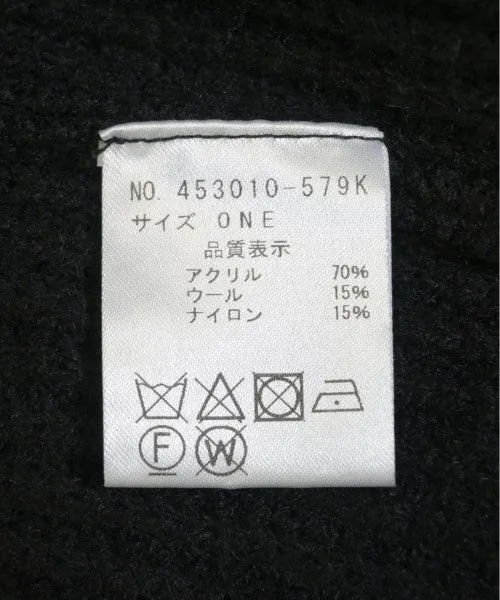 NO. 453010-579K
サイズ ONE
品質表示
アクリル 70%
ウール 15%
ナイロン 15%
F W